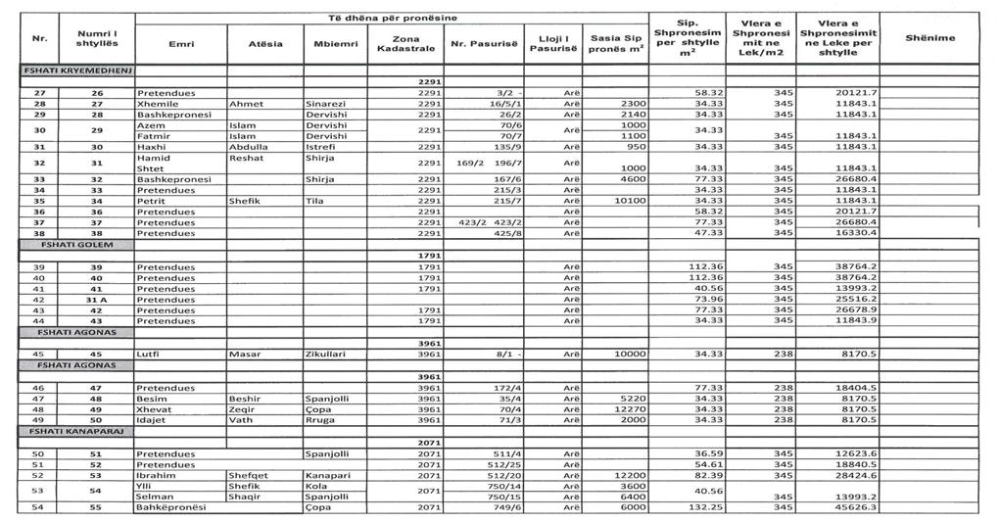 Të dhëna për pronësine
Nr. Numri I shtyllës Emri Atësia Mbiemri Zona Kadastrale Nr. Pasurisë Lloji I Pasurisë Sasia Sip pronës m² Sip. Shpronesim per shtylle m² Vlera e Shpronesi mit ne Lek/m2 Vlera e Shpronesimit ne Leke per shtylle Shënime
FSHATI KRYEMEDHENJ
2291
27 26 Pretendues 2291 3/2 - Arë 58.32 345 20121.7
28 27 Xhemile Ahmet Sinarezi 2291 16/5/1 Arë 2300 34.33 345 11843.1
29 28 Bashkepronesi Dervishi 2291 26/2 Arë 2140 34.33 345 11843.1
30 29 Azem Islam Dervishi 2291 70/6 Arë 1000 34.33
Fatmir Islam Dervishi 70/7 1100 345 11843.1
31 30 Haxhi Abdulla Istrefi 2291 135/9 Arë 950 34.33 345 11843.1
32 31 Hamid Reshat Shirja 2291 169/2 196/7 Arë
Shtet 1000 34.33 345 11843.1
33 32 Bashkepronesi Shirja 2291 167/6 Arë 4600 77.33 345 26680.4
34 33 Pretendues 2291 215/3 Arë 34.33 345 11843.1
35 34 Petrit Shefik Tila 2291 215/7 Arë 10100 34.33 345 11843.1
36 36 Pretendues 2291 Arë 58.32 345 20121.7
37 37 Pretendues 2291 423/2 423/2 Arë 77.33 345 26680.4
38 38 Pretendues 2291 425/8 Arë 47.33 345 16330.4
FSHATI GOLEM
1791
39 39 Pretendues 1791 Arë 112.36 345 38764.2
40 40 Pretendues 1791 Arë 112.36 345 38764.2
41 41 Pretendues 1791 Arë 40.56 345 13993.2
42 31 A Pretendues Arë 73.96 345 25516.2
43 42 Pretendues 1791 Arë 77.33 345 26678.9
44 43 Pretendues 1791 Arë 34.33 345 11843.9
FSHATI AGONAS
3961
45 45 Lutfi Masar Zikullari 3961 8/1 - Arë 10000 34.33 238 8170.5
FSHATI AGONAS
3961
46 47 Pretendues 3961 172/4 Arë 77.33 238 18404.5
47 48 Besim Beshir Spanjolli 3961 35/4 Arë 5220 34.33 238 8170.5
48 49 Xhevat Zeqir Çopa 3961 70/4 Arë 12270 34.33 238 8170.5
49 50 Idajet Vath Rruga 3961 71/3 Arë 2000 34.33 238 8170.5
FSHATI KANAPARAJ
2071
50 51 Pretendues Spanjolli 2071 511/4 Arë 36.59 345 12623.6
51 52 Pretendues 2071 512/25 Arë 54.61 345 18840.5
52 53 Ibrahim Shefqet Kanapari 2071 512/20 Arë 12200 82.39 345 28424.6
53 54 Ylli Shefik Kola 2071 750/14 Arë 3600 40.56
Selman Shaqir Spanjolli 750/15 Arë 6400 345 13993.2
54 55 Bahkëpronësi Çopa 2071 749/6 Arë 6000 132.25 345 45626.3